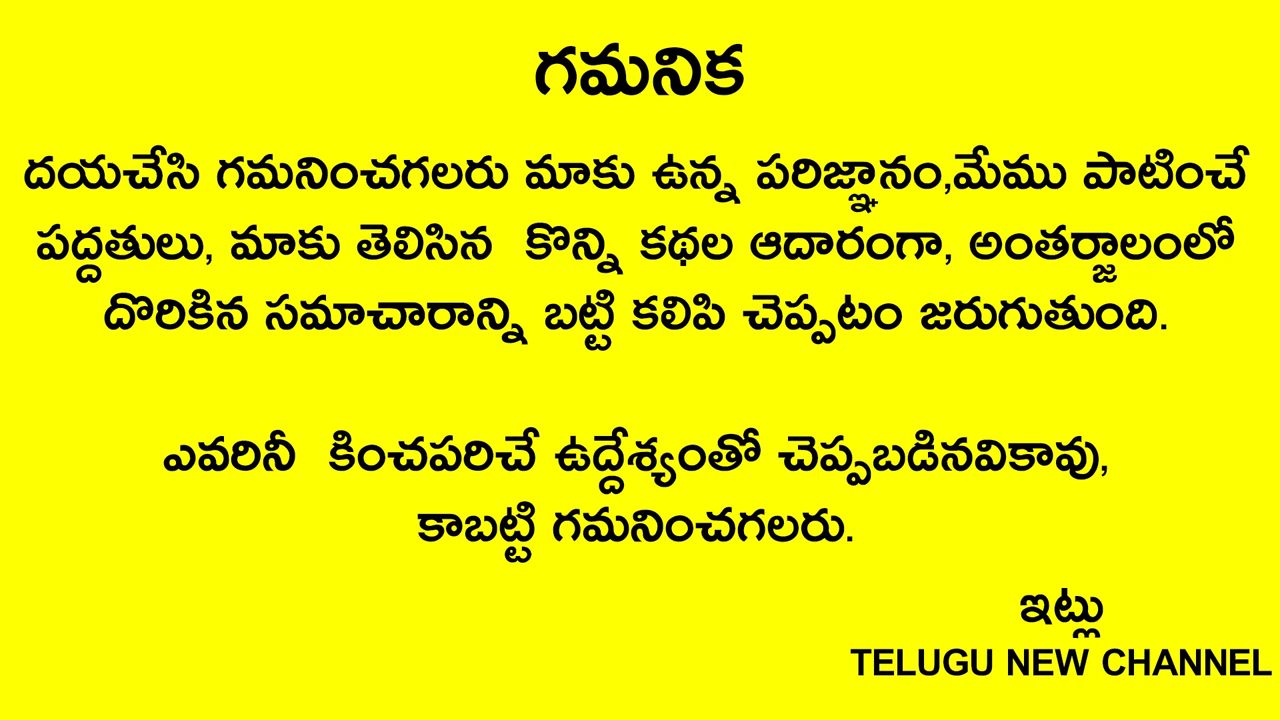 గమనిక
దయచేసి గమనించగలరు మాకు ఉన్న పరిజ్ఞానం,మేము పాటించే
పద్దతులు, మాకు తెలిసిన కొన్ని కథల ఆదారంగా, అంతర్జాలంలో
దొరికిన సమాచారాన్ని బట్టి కలిపి చెప్పటం జరుగుతుంది.
ఎవరినీ కించపరిచే ఉద్దేశ్యంతో చెప్పబడినవికావు,
కాబట్టి గమనించగలరు.
ఇట్లు
TELUGU NEW CHANNEL